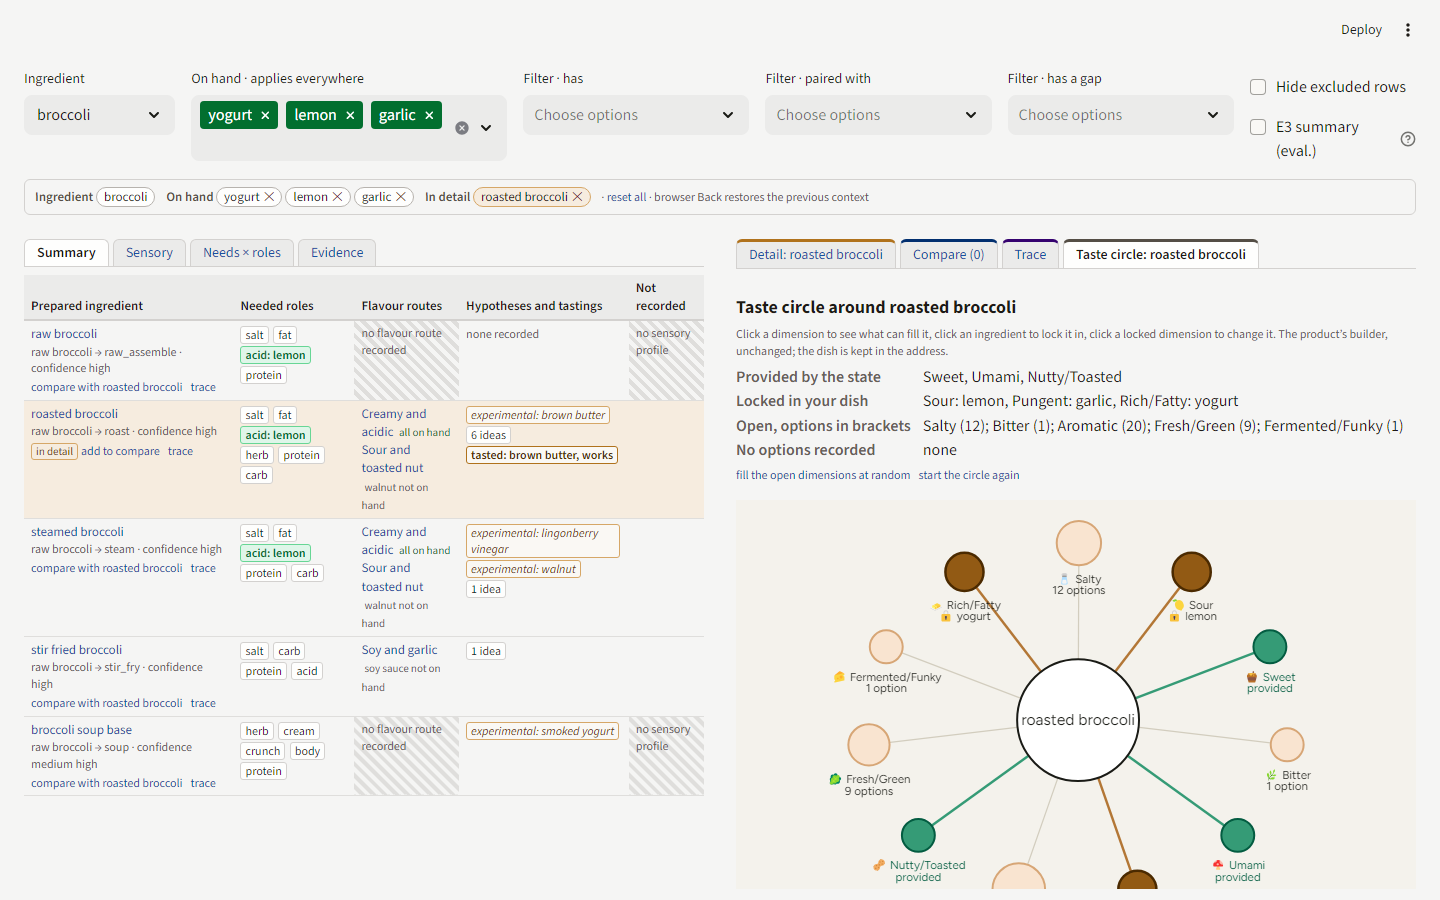 Deploy
Ingredient
On hand · applies everywhere
Filter · has
Filter · paired with
Filter · has a gap
broccoli
yogurt ×
lemon ×
garlic ×
Choose options
Choose options
Choose options
Hide excluded rows
E3 summary
(eval.)
Ingredient broccoli On hand yogurt × lemon × garlic × In detail roasted broccoli × · reset all · browser Back restores the previous context
Summary
Sensory
Needs × roles
Evidence
Prepared ingredient
Needed roles
Flavour routes
Hypotheses and tastings
Not
recorded
raw broccoli
raw broccoli → raw_assemble ·
confidence high
compare with roasted broccoli trace
salt fat
acid: lemon
protein
no flavour route
recorded
none recorded
no sensory
profile
roasted broccoli
raw broccoli → roast · confidence high
in detail add to compare trace
salt fat
acid: lemon
herb protein
carb
Creamy and
acidic all on hand
Sour and
toasted nut
walnut not on
hand
experimental: brown butter
6 ideas
tasted: brown butter, works
steamed broccoli
raw broccoli → steam · confidence high
compare with roasted broccoli trace
salt fat
acid: lemon
protein carb
Creamy and
acidic all on hand
Sour and
toasted nut
walnut not on
hand
experimental: lingonberry
vinegar
experimental: walnut
1 idea
stir fried broccoli
raw broccoli → stir_fry · confidence
high
compare with roasted broccoli trace
salt carb
protein acid
Soy and garlic
soy sauce not on
hand
1 idea
broccoli soup base
raw broccoli → soup · confidence
medium high
compare with roasted broccoli trace
herb cream
crunch body
protein
no flavour route
recorded
experimental: smoked yogurt
no sensory
profile
Detail: roasted broccoli
Compare (0)
Trace
Taste circle: roasted broccoli
Taste circle around roasted broccoli
Click a dimension to see what can fill it, click an ingredient to lock it in, click a locked dimension to change it. The product's builder,
unchanged; the dish is kept in the address.
Provided by the state Sweet, Umami, Nutty/Toasted
Locked in your dish Sour: lemon, Pungent: garlic, Rich/Fatty: yogurt
Open, options in brackets Salty (12); Bitter (1); Aromatic (20); Fresh/Green (9); Fermented/Funky (1)
No options recorded none
fill the open dimensions at random start the circle again
Salty
12 options
Rich/Fatty
yogurt
Sour
lemon
Fermented/Funky
1 option
Sweet
provided
roasted broccoli
Fresh/Green
9 options
Bitter
1 option
Nutty/Toasted
provided
Umami
provided